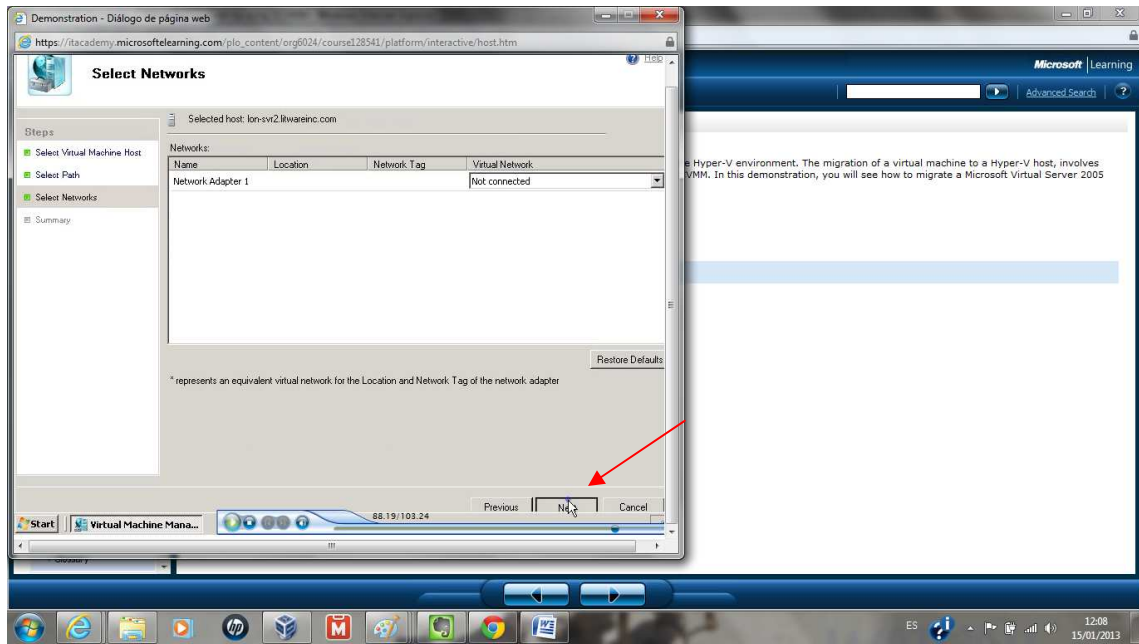 Demonstration - Diálogo de página web
https://itacademy.microsoftelearning.com/plo_content/org6024/course128541/platform/interactive/host.htm
Select Networks
Help
Microsoft | Learning
Advanced Search
?
Steps
Select Virtual Machine Host
Select Path
Select Networks
Summary
Selected host: lon-svr2.litwareinc.com
Networks:
Name Location Network Tag Virtual Network
Network Adapter 1 Not connected
Restore Defaults
* represents an equivalent virtual network for the Location and Network Tag of the network adapter
e Hyper-V environment. The migration of a virtual machine to a Hyper-V host, involves
VMM. In this demonstration, you will see how to migrate a Microsoft Virtual Server 2005
Previous Cancel
Start Virtual Machine Mana... 88.19/103.24
Glossary
ES 12:08
15/01/2013